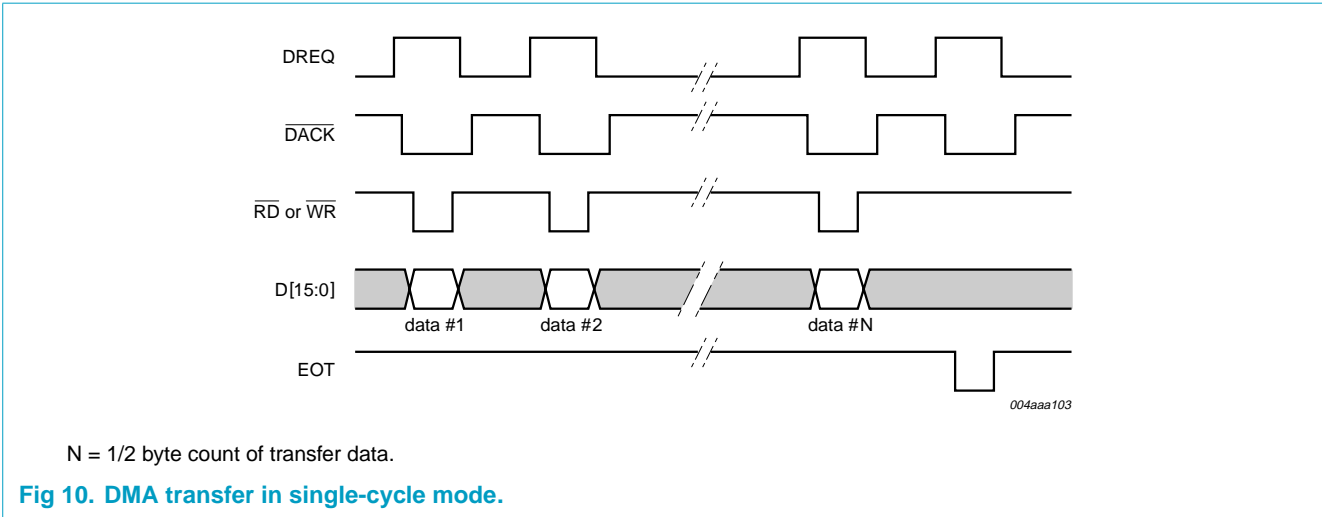 DREQ
DACK
RD or WR
D[15:0]
data #1 data #2 data #N
EOT
004aaa103
N = 1/2 byte count of transfer data.
Fig 10. DMA transfer in single-cycle mode.